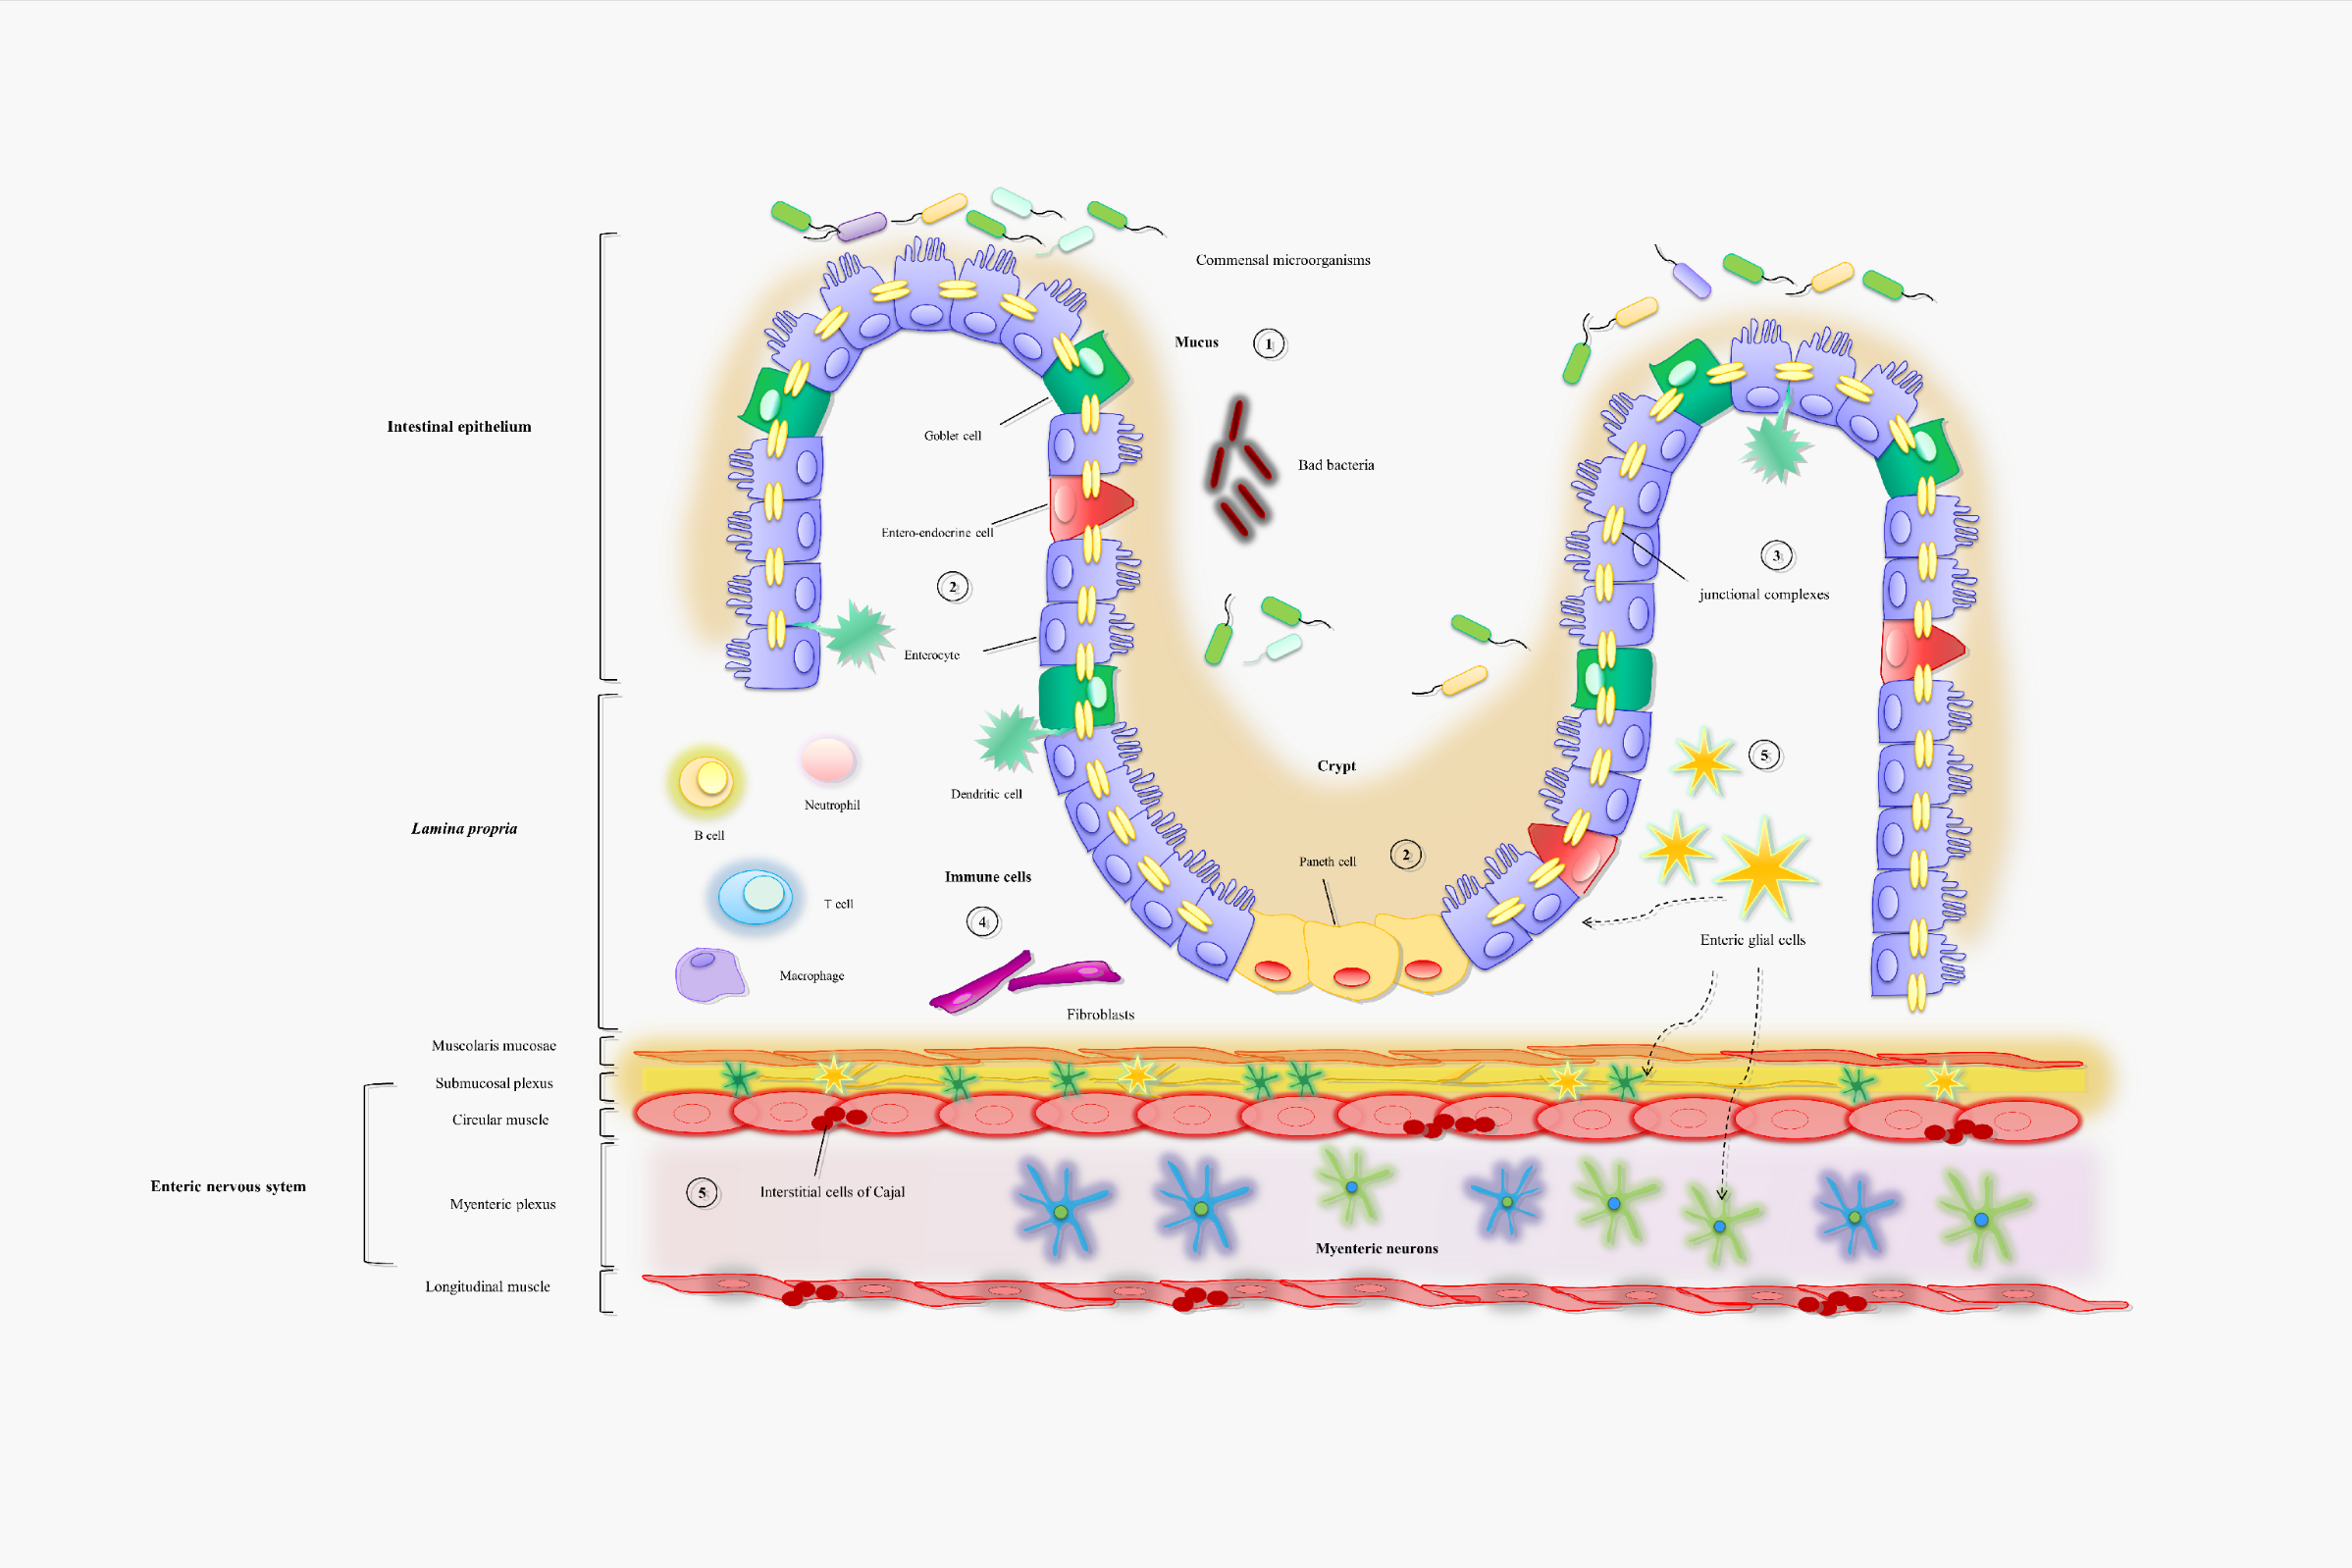 Commensal microorganisms
Mucus 1
Intestinal epithelium
Goblet cell
Bad bacteria
Entero-endocrine cell
3
2
junctional complexes
Enterocyte
5
Crypt
Dendritic cell
Neutrophil
B cell
Lamina propria
Paneth cell 2
Immune cells
T cell
4
Enteric glial cells
Macrophage
Fibroblasts
Muscolaris mucosae
Submucosal plexus
Circular muscle
Enteric nervous sytem
5 Interstitial cells of Cajal
Myenteric plexus
Myenteric neurons
Longitudinal muscle